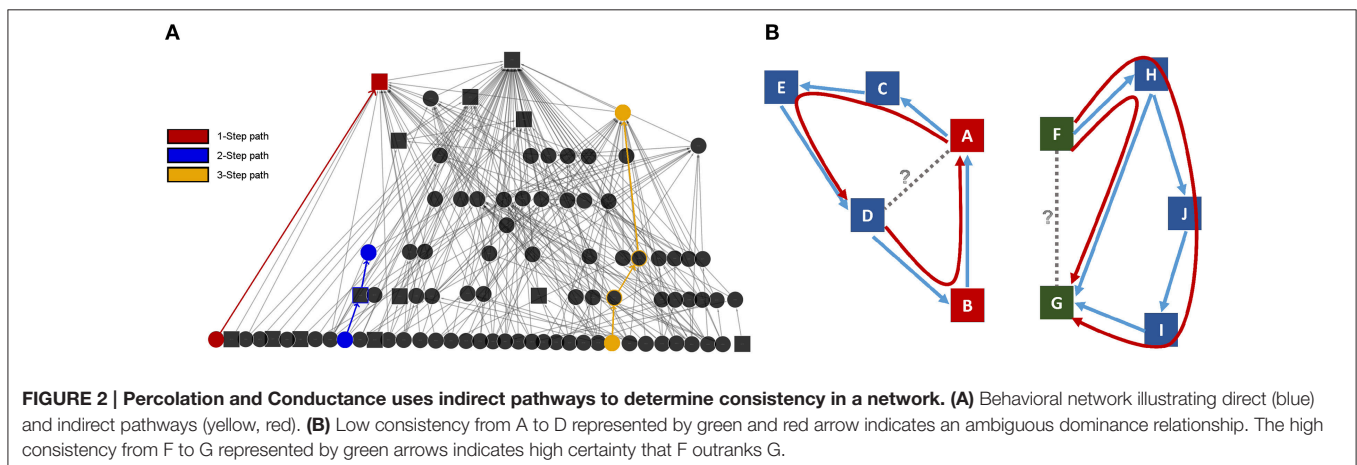 A
1-Step path
2-Step path
3-Step path
B
E
C
A
?
D
B
H
F
?
J
G
I
FIGURE 2 | Percolation and Conductance uses indirect pathways to determine consistency in a network. (A) Behavioral network illustrating direct (blue)
and indirect pathways (yellow, red). (B) Low consistency from A to D represented by green and red arrow indicates an ambiguous dominance relationship. The high
consistency from F to G represented by green arrows indicates high certainty that F outranks G.